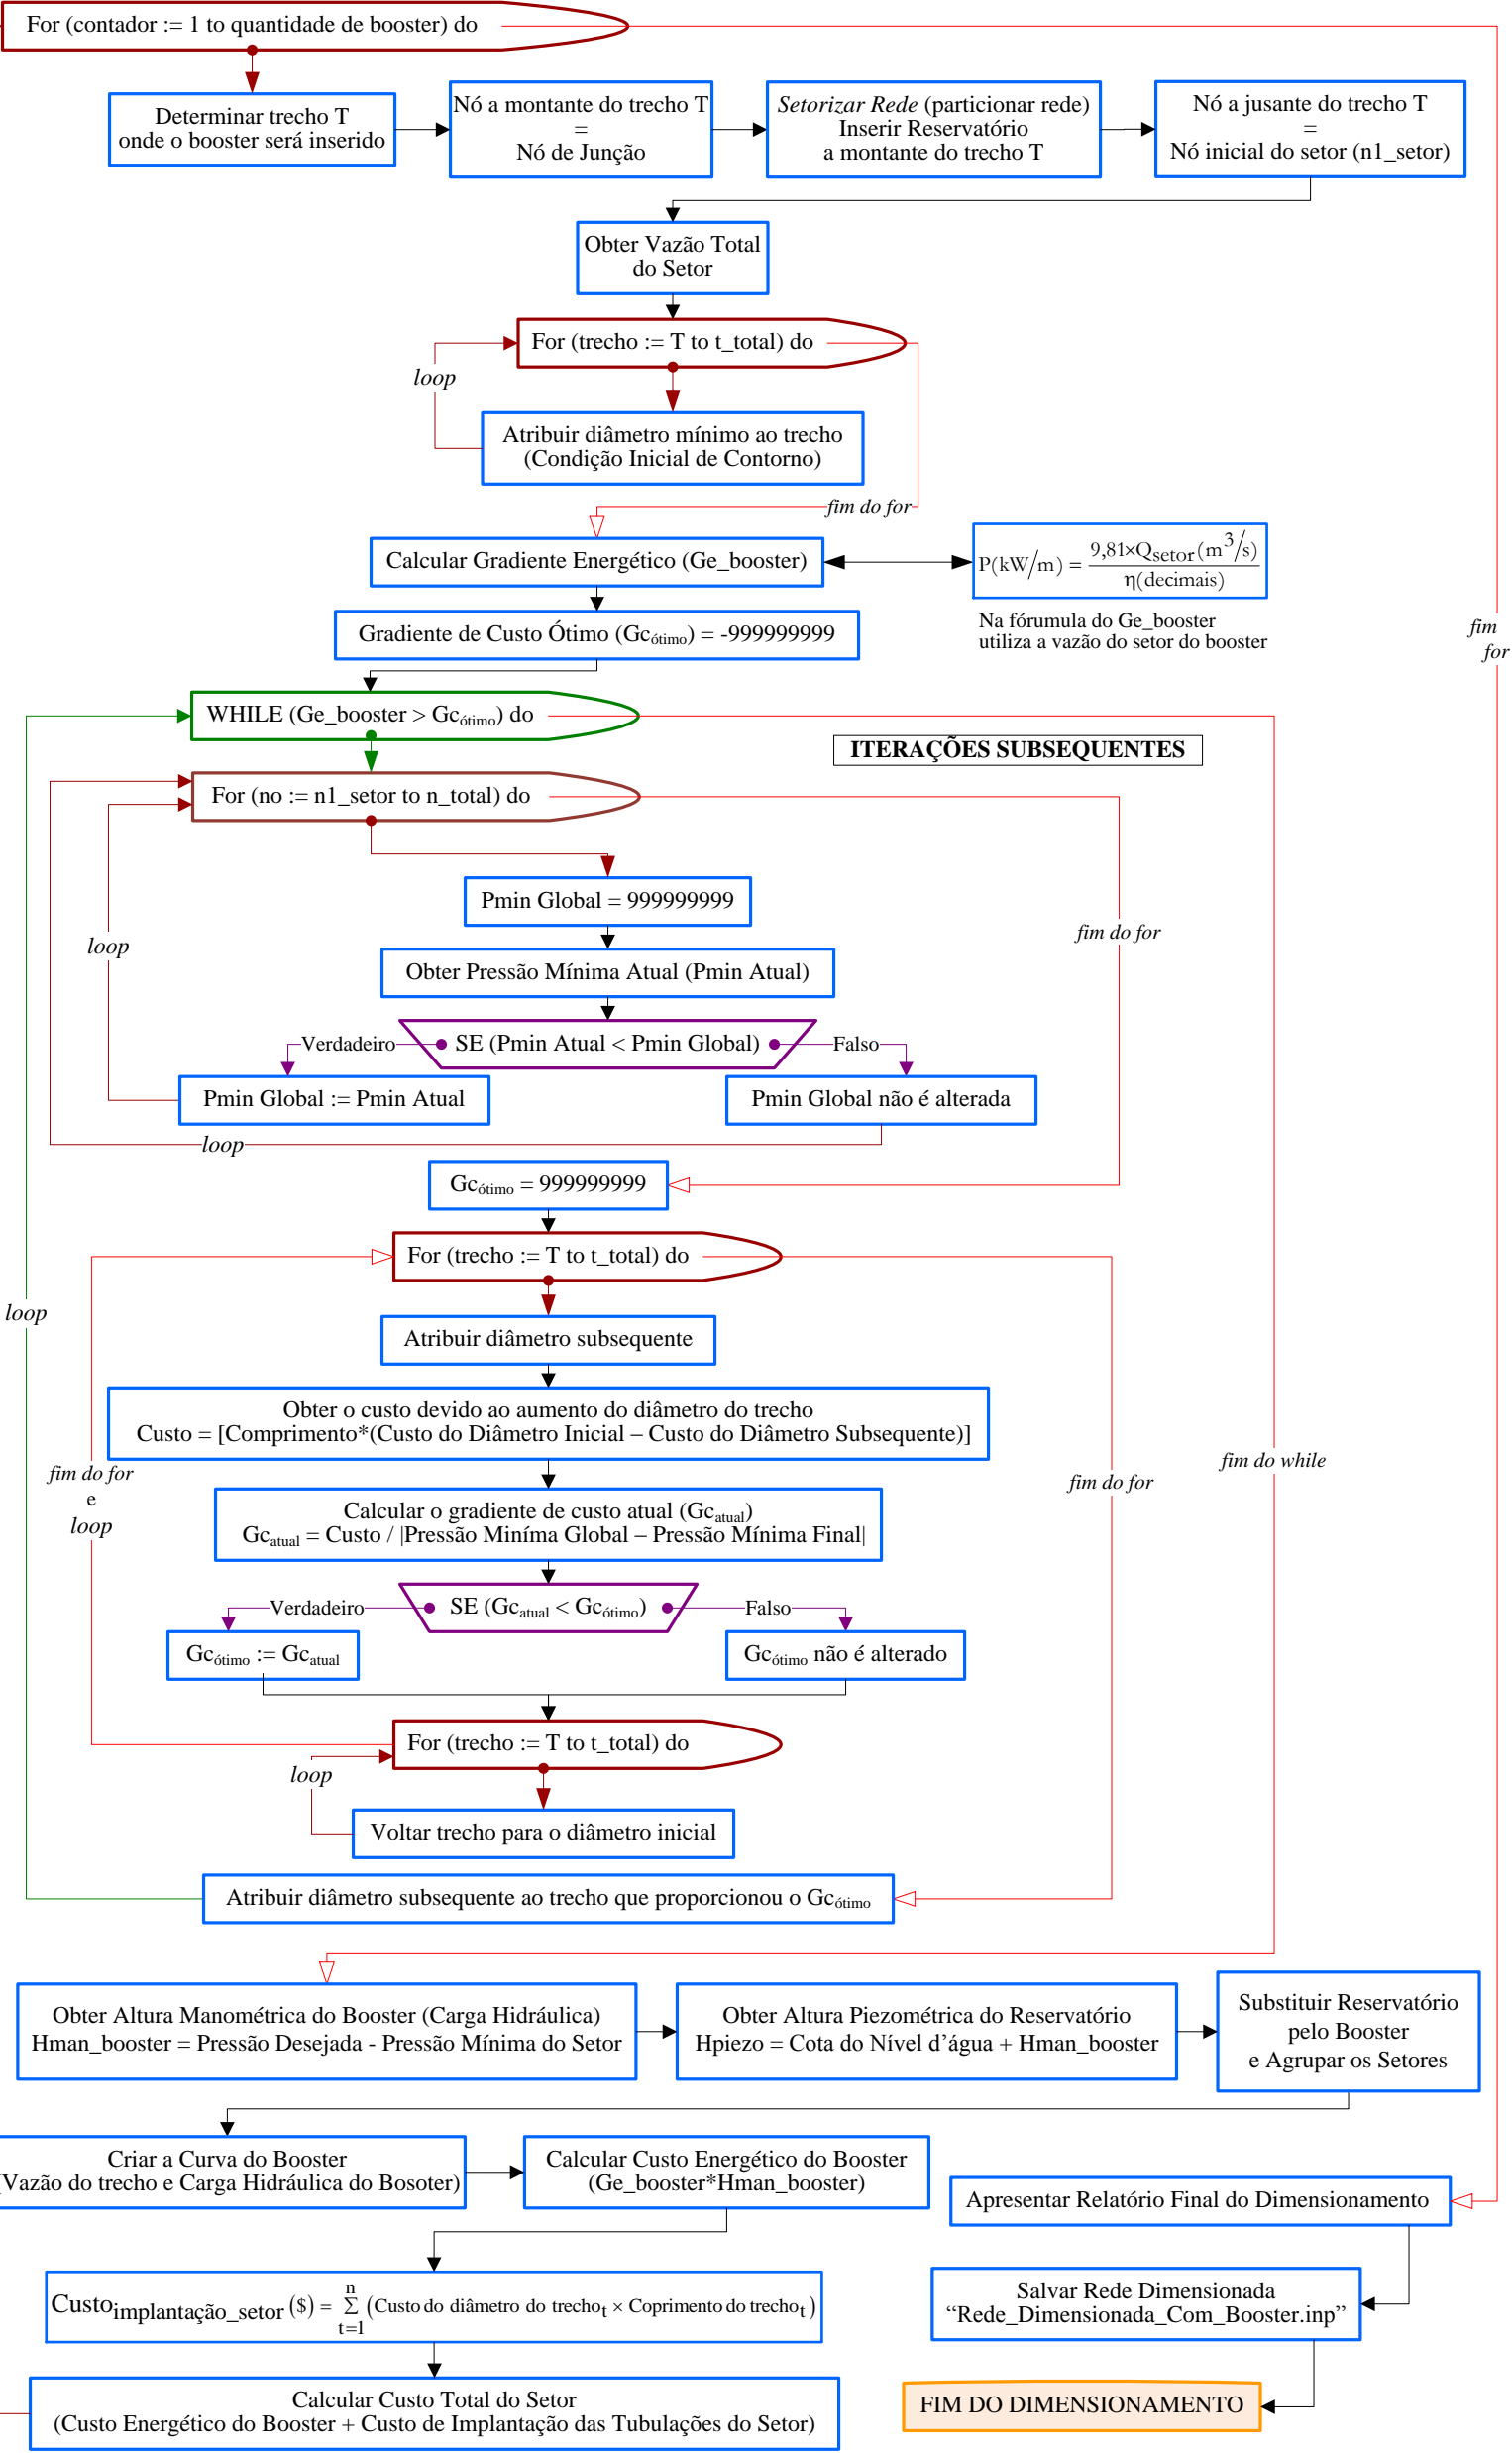 For (contador := 1 to quantidade de booster) do
Determinar trecho T
onde o booster será inserido
Nó a montante do trecho T
=
Nó de Junção
Setorizar Rede (particionar rede)
Inserir Reservatório
a montante do trecho T
Nó a jusante do trecho T
=
Nó inicial do setor (n1_setor)
Obter Vazão Total
do Setor
For (trecho := T to t_total) do
loop
Atribuir diâmetro mínimo ao trecho
(Condição Inicial de Contorno)
fim do for
Calcular Gradiente Energético (Ge_booster)
P(kW/m) = 9,81×Qsetor(m³/s) / η(decimais)
Na fórumula do Ge_booster
utiliza a vazão do setor do booster
fim
for
Gradiente de Custo Ótimo (Gcótimo) = -999999999
WHILE (Ge_booster > Gcótimo) do
ITERAÇÕES SUBSEQUENTES
For (no := n1_setor to n_total) do
Pmin Global = 999999999
fim do for
loop
Obter Pressão Mínima Atual (Pmin Atual)
Verdadeiro
SE (Pmin Atual < Pmin Global)
Falso
Pmin Global := Pmin Atual
Pmin Global não é alterada
loop
Gcótimo = 999999999
For (trecho := T to t_total) do
loop
Atribuir diâmetro subsequente
Obter o custo devido ao aumento do diâmetro do trecho
Custo = [Comprimento*(Custo do Diâmetro Inicial – Custo do Diâmetro Subsequente)]
fim do while
fim do for
e
loop
fim do for
Calcular o gradiente de custo atual (Gcatual)
Gcatual = Custo / |Pressão Miníma Global – Pressão Mínima Final|
Verdadeiro
SE (Gcatual < Gcótimo)
Falso
Gcótimo := Gcatual
Gcótimo não é alterado
For (trecho := T to t_total) do
loop
Voltar trecho para o diâmetro inicial
Atribuir diâmetro subsequente ao trecho que proporcionou o Gcótimo
Obter Altura Manométrica do Booster (Carga Hidráulica)
Hman_booster = Pressão Desejada - Pressão Mínima do Setor
Obter Altura Piezométrica do Reservatório
Hpiezo = Cota do Nível d’água + Hman_booster
Substituir Reservatório
pelo Booster
e Agrupar os Setores
Criar a Curva do Booster
(Vazão do trecho e Carga Hidráulica do Bosoter)
Calcular Custo Energético do Booster
(Ge_booster*Hman_booster)
Apresentar Relatório Final do Dimensionamento
Custoimplantação_setor ($) = n Σ t=1 (Custo do diâmetro do trechot × Coprimento do trechot)
Salvar Rede Dimensionada
“Rede_Dimensionada_Com_Booster.inp”
Calcular Custo Total do Setor
(Custo Energético do Booster + Custo de Implantação das Tubulações do Setor)
FIM DO DIMENSIONAMENTO